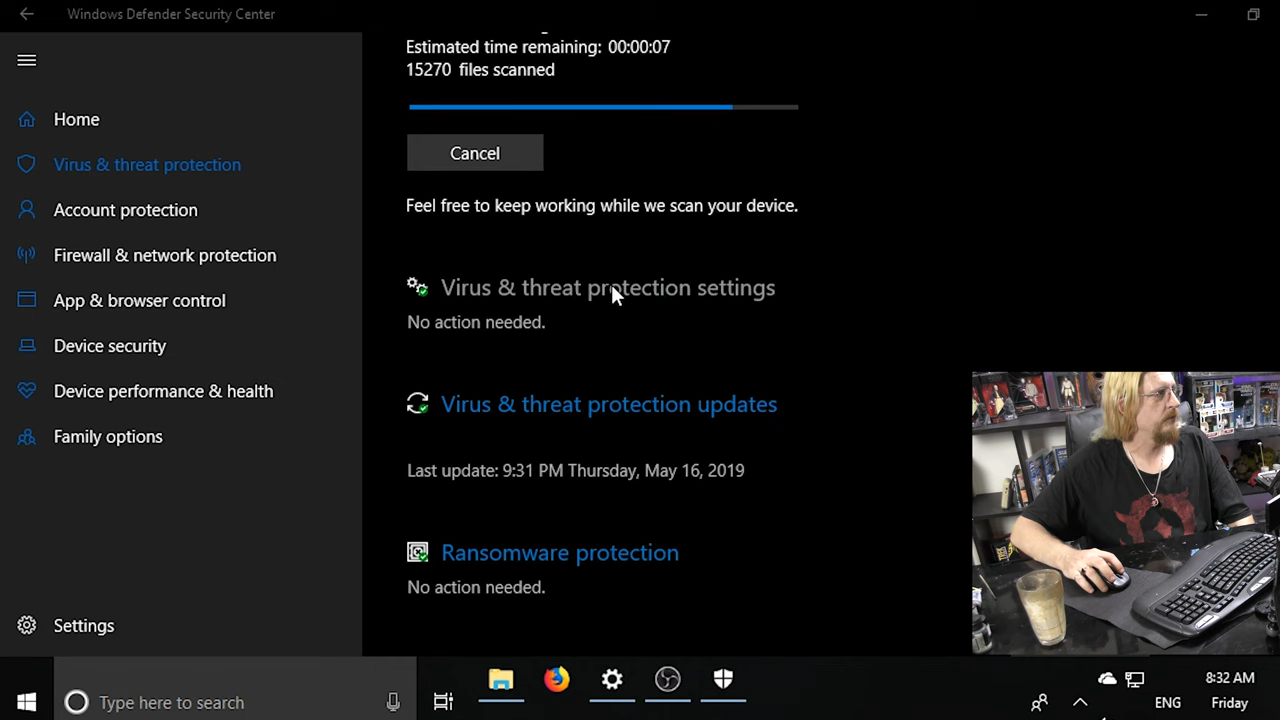 Windows Defender Security Center
Estimated time remaining: 00:00:07
15270 files scanned
Cancel
Feel free to keep working while we scan your device.
Home
Virus & threat protection
Account protection
Firewall & network protection
App & browser control
Device security
Device performance & health
Family options
Settings
Virus & threat protection settings
No action needed.
Virus & threat protection updates
Last update: 9:31 PM Thursday, May 16, 2019
Ransomware protection
No action needed.
Type here to search
ENG
8:32 AM
Friday